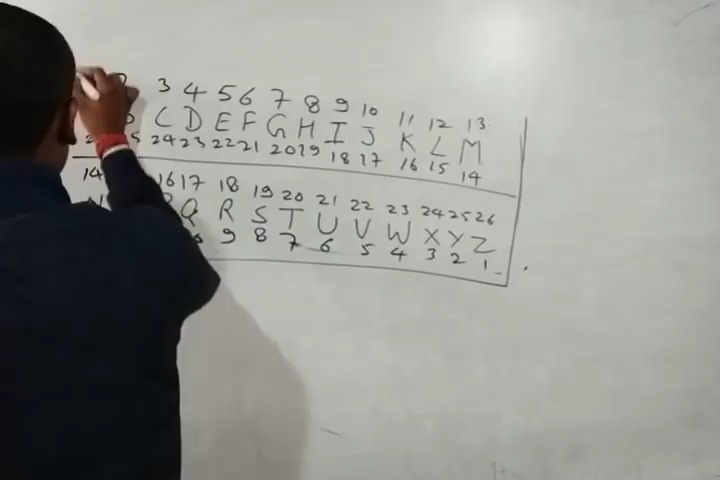 3 4 5 6 7 8 9 10 11 12 13
C D E F G H I J K L M
24 23 22 21 20 19 18 17 16 15 14
14 16 17 18 19 20 21 22 23 24 25 26
Q R S T U V W X Y Z
9 8 7 6 5 4 3 2 1